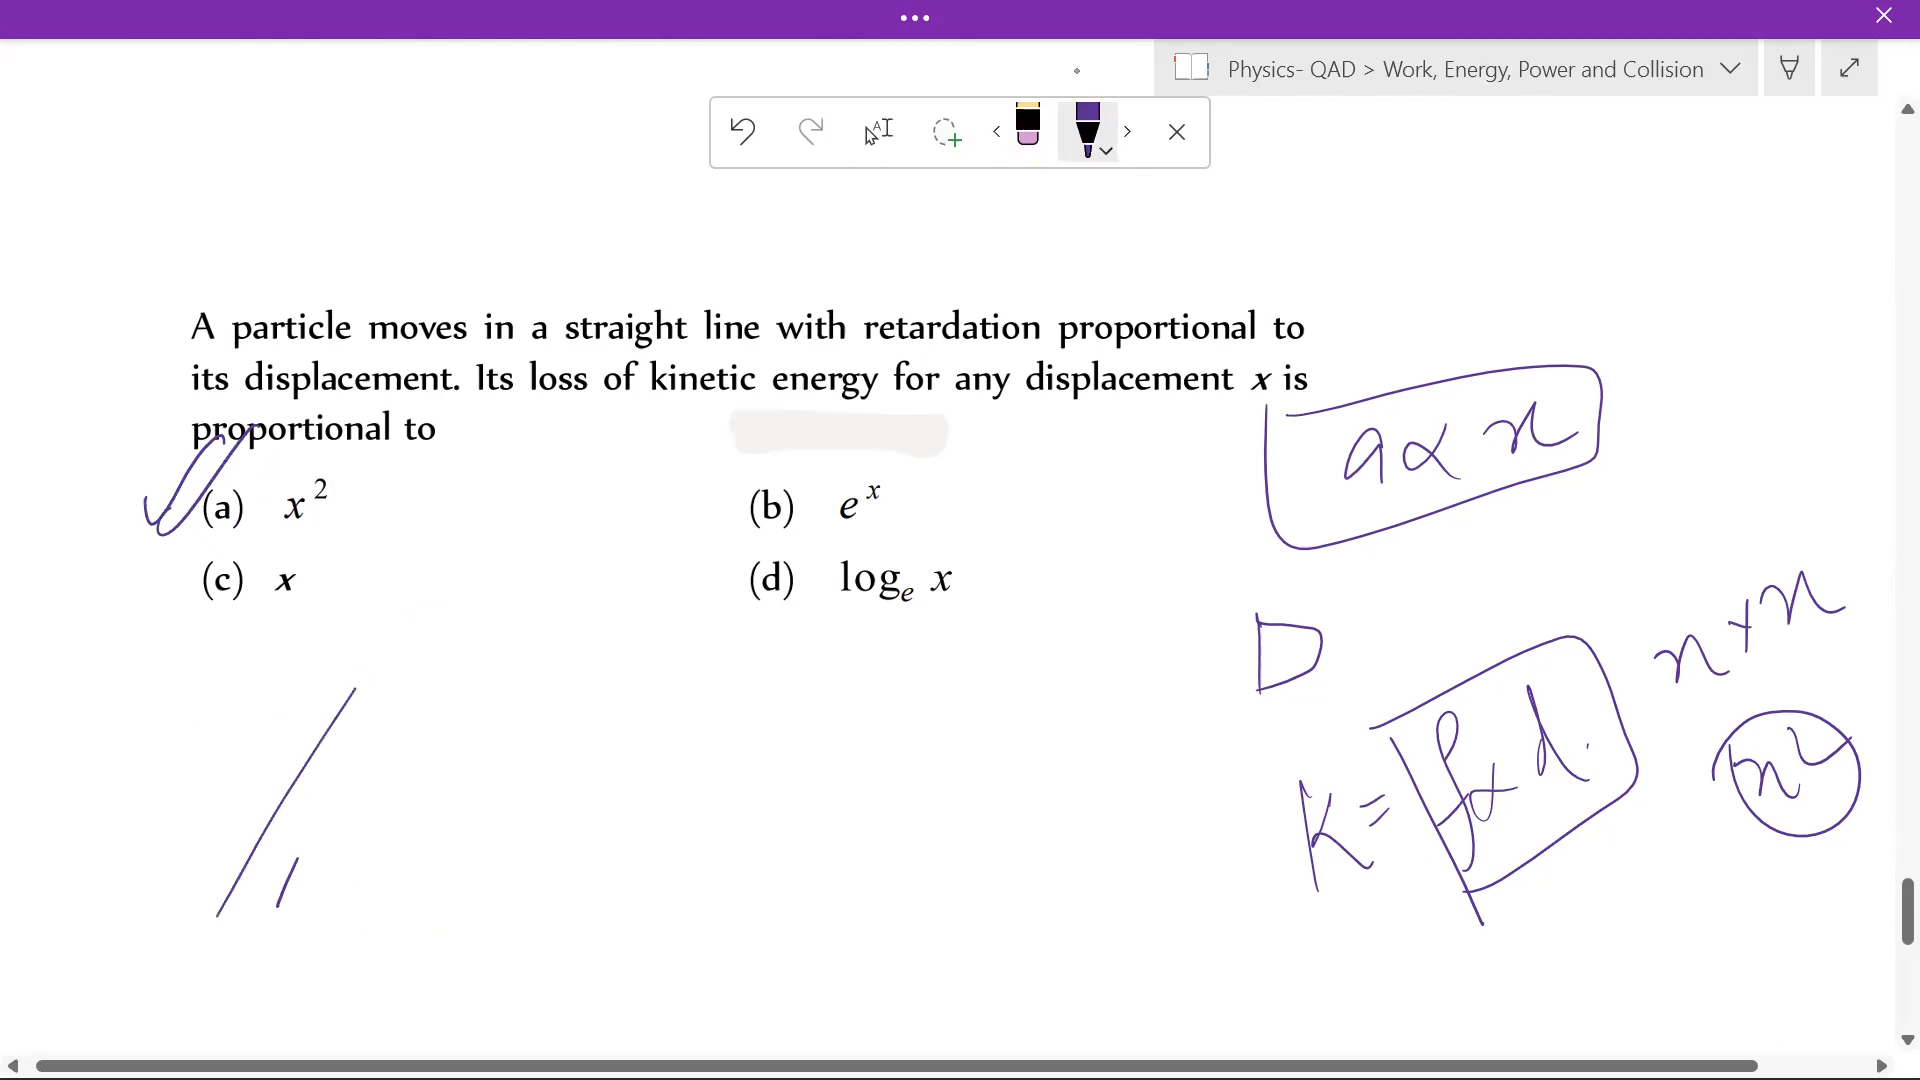 Physics- QAD > Work, Energy, Power and Collision
A particle moves in a straight line with retardation proportional to
its displacement. Its loss of kinetic energy for any displacement x is
proportional to
(a) x²
(b) eˣ
(c) x
(d) logₑ x
a ∝ x
D
x + x
K = f ∝ d.
x²